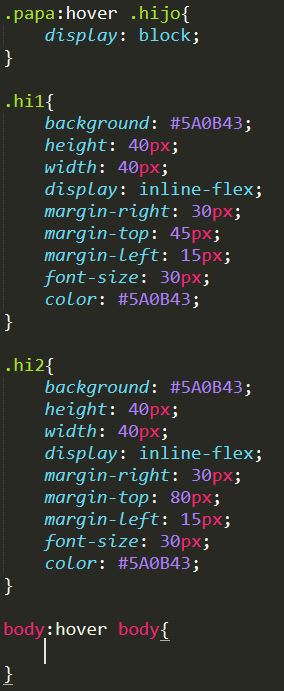 .papa:hover .hijo{
    display: block;
}

.hi1{
    background: #5A0B43;
    height: 40px;
    width: 40px;
    display: inline-flex;
    margin-right: 30px;
    margin-top: 45px;
    margin-left: 15px;
    font-size: 30px;
    color: #5A0B43;
}

.hi2{
    background: #5A0B43;
    height: 40px;
    width: 40px;
    display: inline-flex;
    margin-right: 30px;
    margin-top: 80px;
    margin-left: 15px;
    font-size: 30px;
    color: #5A0B43;
}

body:hover body{

}